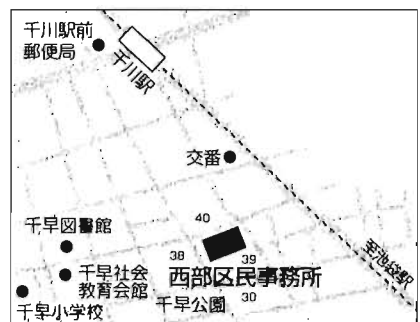 千川駅前
郵便局
千川駅
交番
至池袋駅
40
千早図書館
38
39
西部区民事務所
千早社会
教育会館
30
千早公園
千早小学校